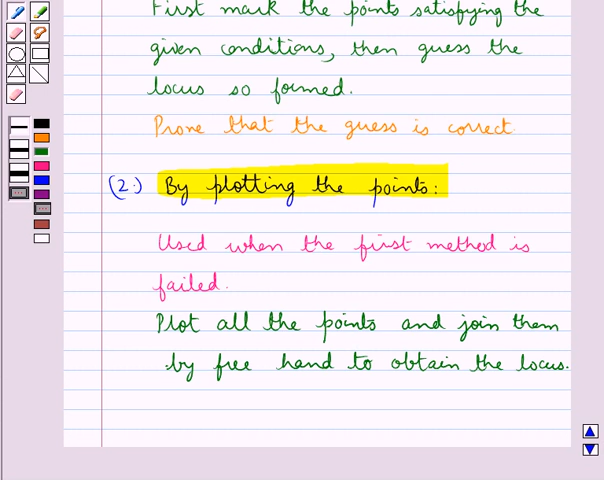 First mark the points satisfying the
given conditions, then guess the
locus so formed.
Prove that the guess is correct.
(2.) By plotting the points:
Used when the first method is
failed.
Plot all the points and join them
by free hand to obtain the locus.